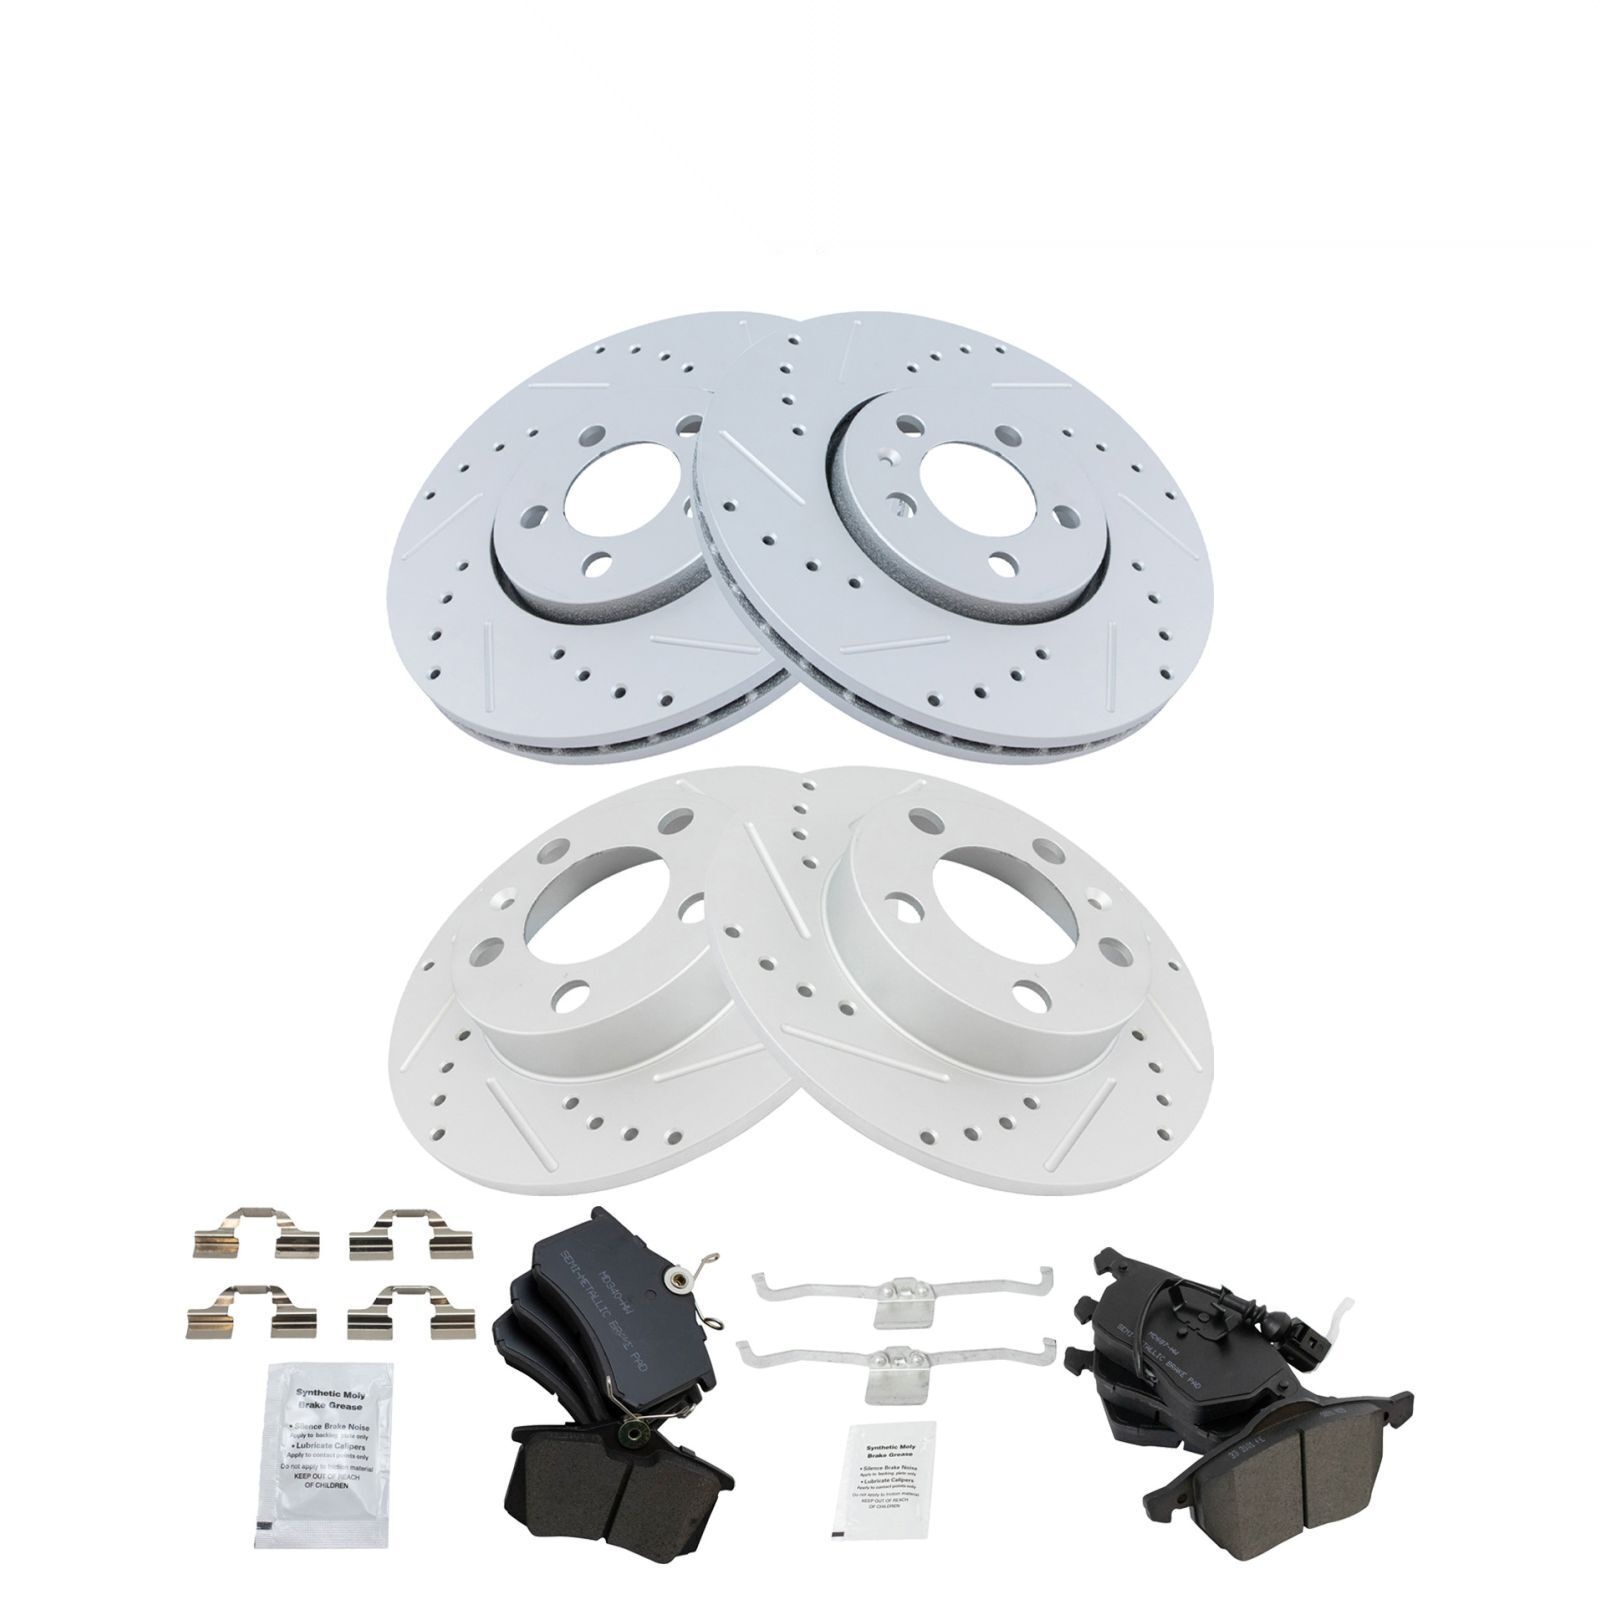 MD340-HW
SEMI-METALLIC BRAKE PAD
MD687-HW
SEMI-METALLIC BRAKE PAD
Synthetic Moly
Brake Grease
• Silence Brake Noise
Apply to backing plate only
• Lubricate Calipers
Apply to contact points only
Do not apply to friction material
KEEP OUT OF REACH
OF CHILDREN
Synthetic Moly
Brake Grease
• Silence Brake Noise
Apply to backing plate only
• Lubricate Calipers
Apply to contact points only
Do not apply to friction material
KEEP OUT OF REACH
OF CHILDREN